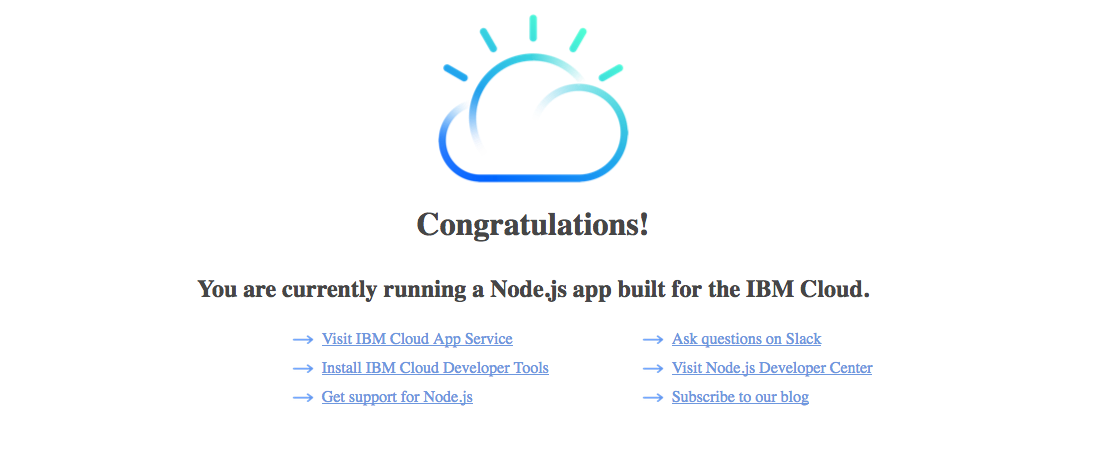 Congratulations!
You are currently running a Node.js app built for the IBM Cloud.
Visit IBM Cloud App Service
Install IBM Cloud Developer Tools
Get support for Node.js
Ask questions on Slack
Visit Node.js Developer Center
Subscribe to our blog